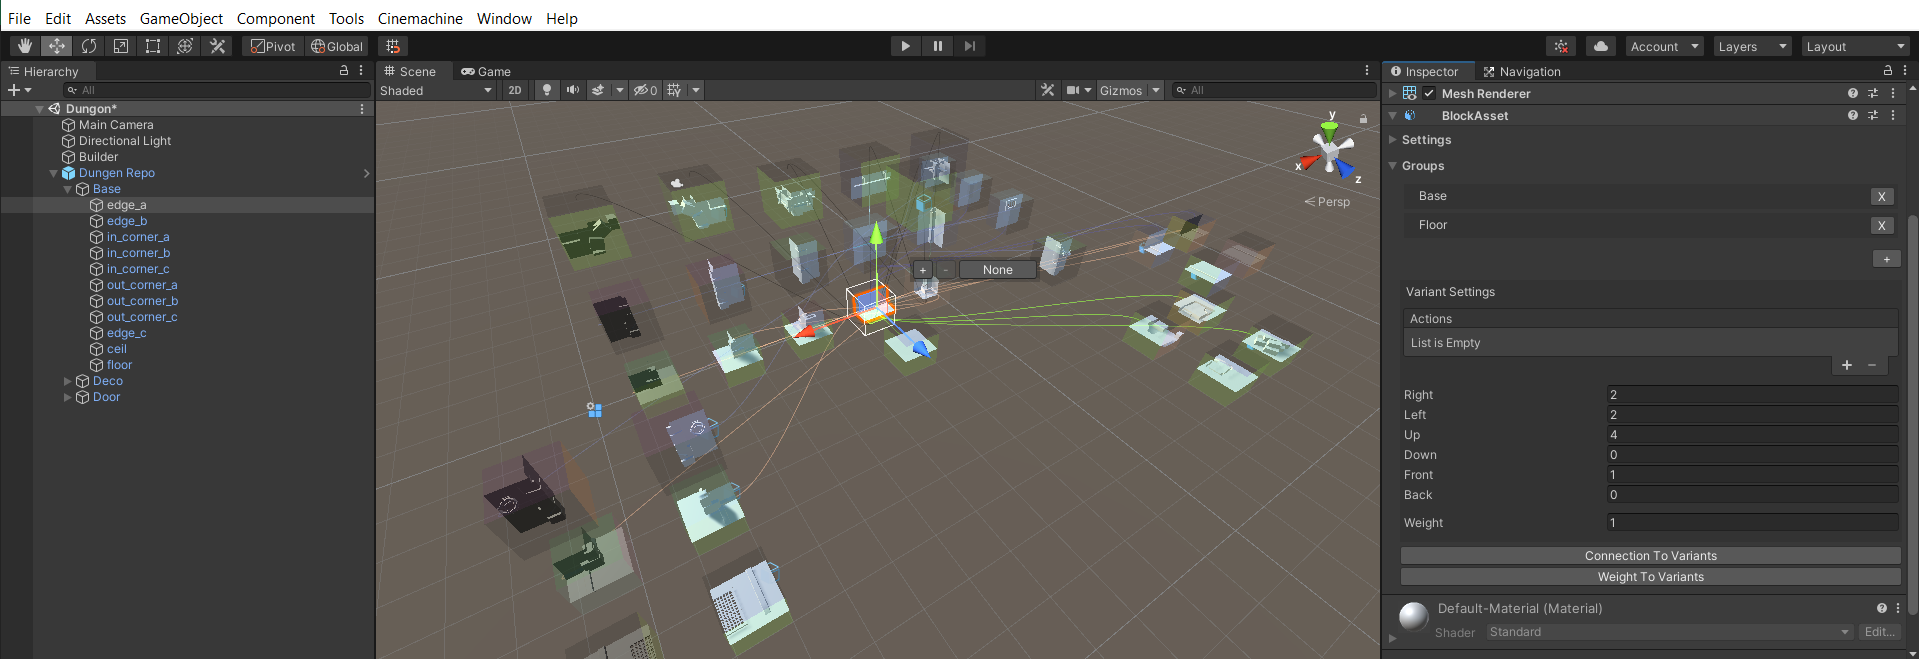 File Edit Assets GameObject Component Tools Cinemachine Window Help
Pivot Global Account Layers Layout
Hierarchy
All
Dungon*
Main Camera
Directional Light
Builder
Dungen Repo
Base
edge_a
edge_b
in_corner_a
in_corner_b
in_corner_c
out_corner_a
out_corner_b
out_corner_c
edge_c
ceil
floor
Deco
Door
Scene Game
Shaded 2D 0 Gizmos All
y
x
z
Persp
+ - None
Inspector Navigation
Mesh Renderer
BlockAsset
Settings
Groups
Base X
Floor X
+
Variant Settings
Actions
List is Empty
+ -
Right 2
Left 2
Up 4
Down 0
Front 1
Back 0
Weight 1
Connection To Variants
Weight To Variants
Default-Material (Material)
Shader Standard Edit...